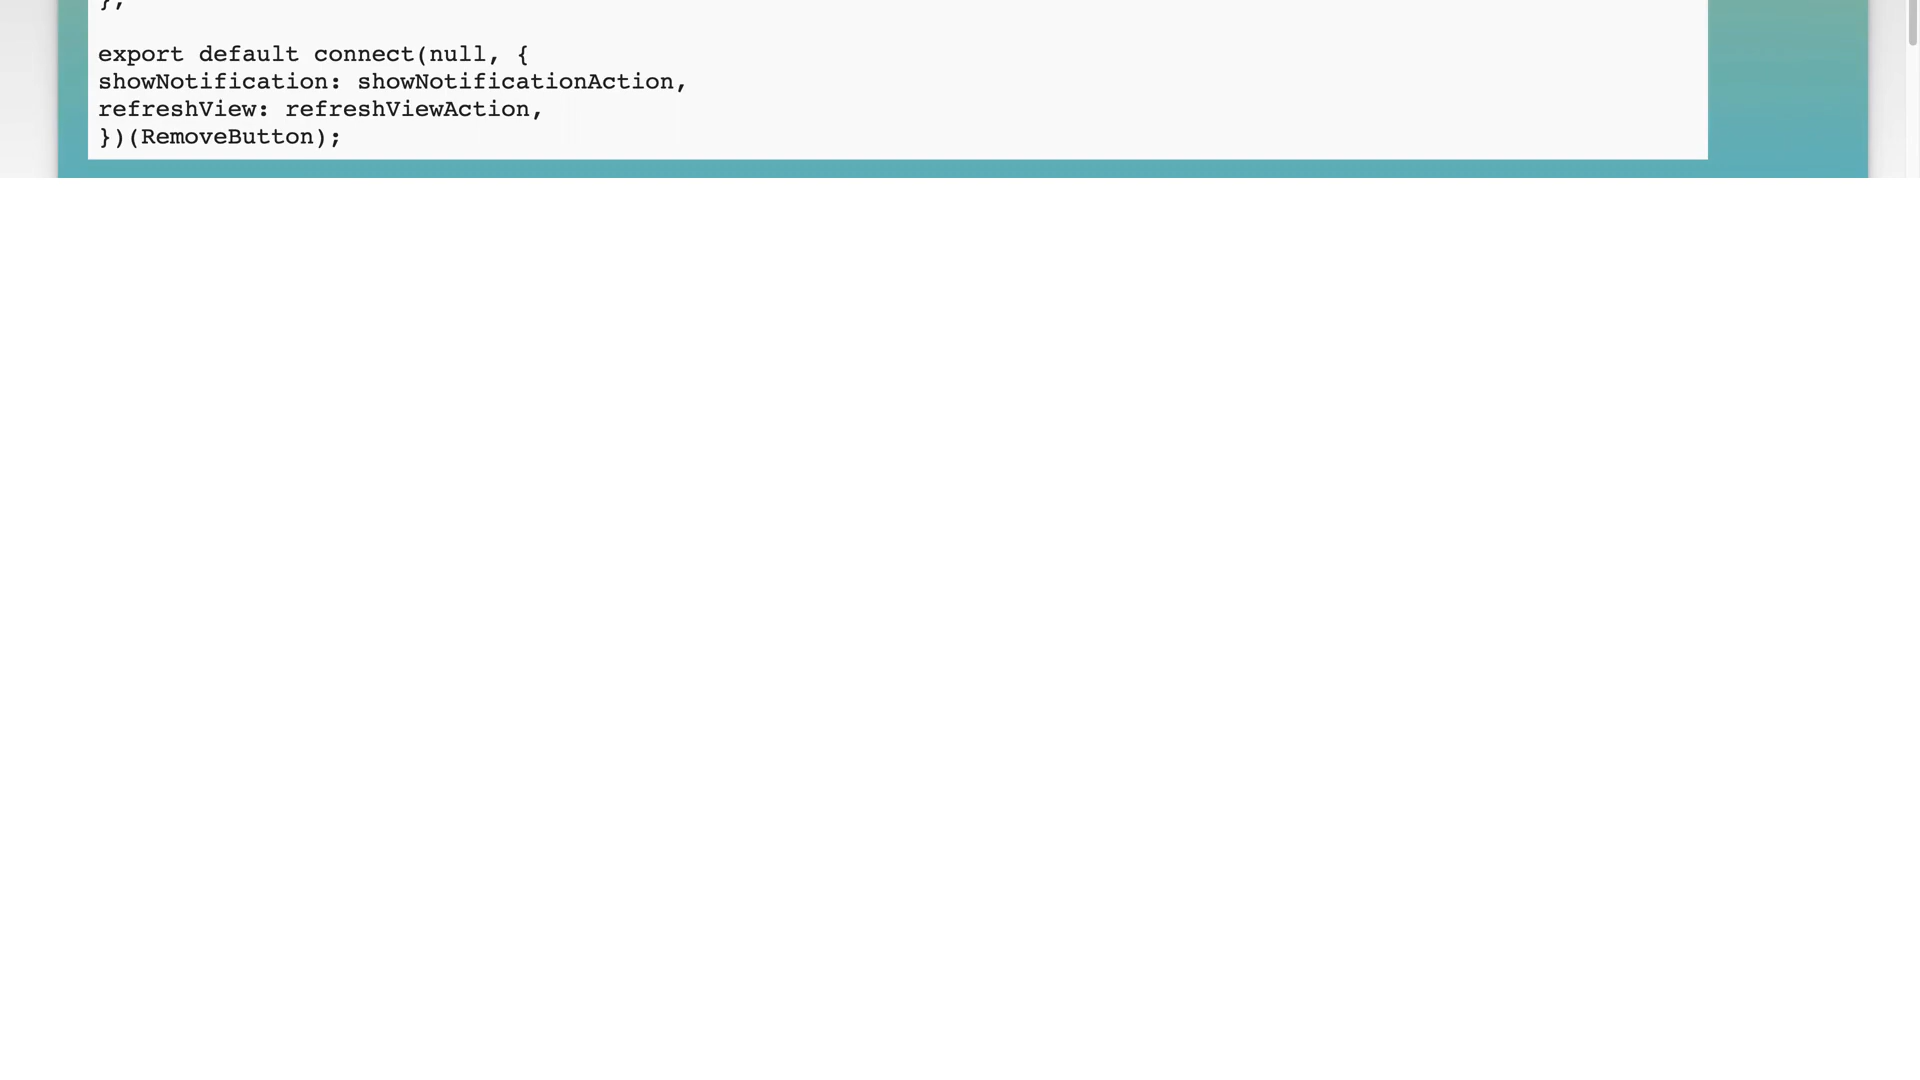 };
export default connect(null, {
showNotification: showNotificationAction,
refreshView: refreshViewAction,
})(RemoveButton);